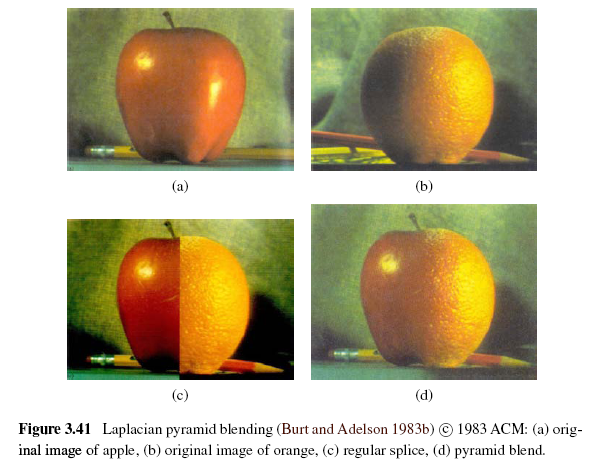 (a) (b)
(c) (d)
Figure 3.41 Laplacian pyramid blending (Burt and Adelson 1983b) © 1983 ACM: (a) orig-
inal image of apple, (b) original image of orange, (c) regular splice, (d) pyramid blend.